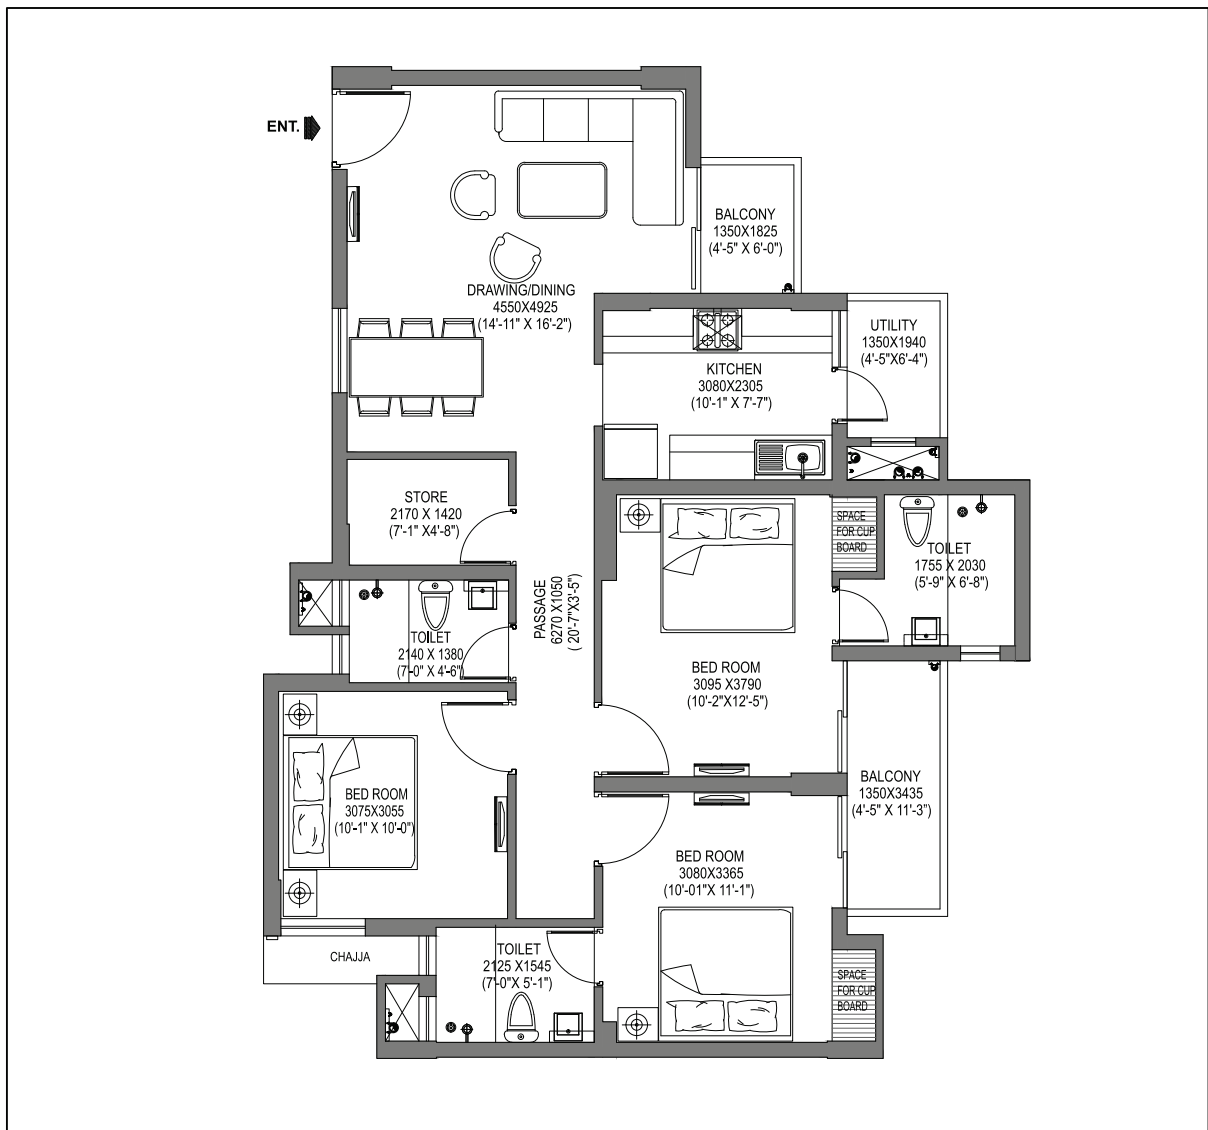 ENT.
BALCONY
1350X1825
(4'-5" X 6'-0")
DRAWING/DINING
4550X4925
(14'-11" X 16'-2")
UTILITY
1350X1940
(4'-5"X6'-4")
KITCHEN
3080X2305
(10'-1" X 7'-7")
STORE
2170 X 1420
(7'-1" X4'-8")
SPACE
FOR CUP
BOARD
TOILET
1755 X 2030
(5'-9" X 6'-8")
PASSAGE
6270 X1050
( 20'-7"X3'-5")
TOILET
2140 X 1380
(7'-0" X 4'-6")
BED ROOM
3095 X3790
(10'-2"X12'-5")
BED ROOM
3075X3055
(10'-1" X 10'-0")
BALCONY
1350X3435
(4'-5" X 11'-3")
BED ROOM
3080X3365
(10'-01"X 11'-1")
CHAJJA
TOILET
2125 X1545
(7'-0"X 5'-1")
SPACE
FOR CUP
BOARD